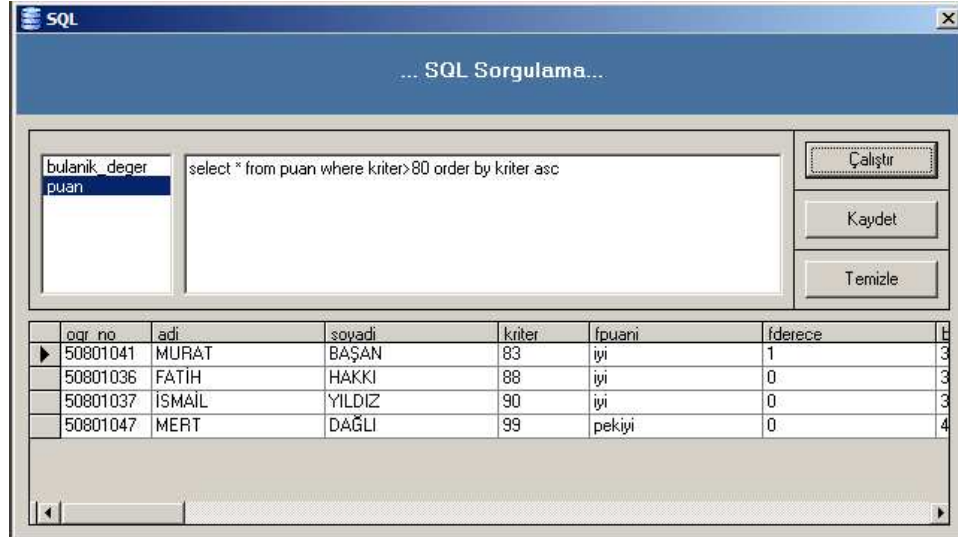 SQL
... SQL Sorgulama...
bulanik_deger
puan
select * from puan where kriter>80 order by kriter asc
Çalıştır
Kaydet
Temizle
ogr_no adi soyadi kriter fpuani fderece
50801041 MURAT BAŞAN 83 iyi 1 3
50801036 FATİH HAKKI 88 iyi 0 3
50801037 İSMAİL YILDIZ 90 iyi 0 3
50801047 MERT DAĞLI 99 pekiyi 0 4